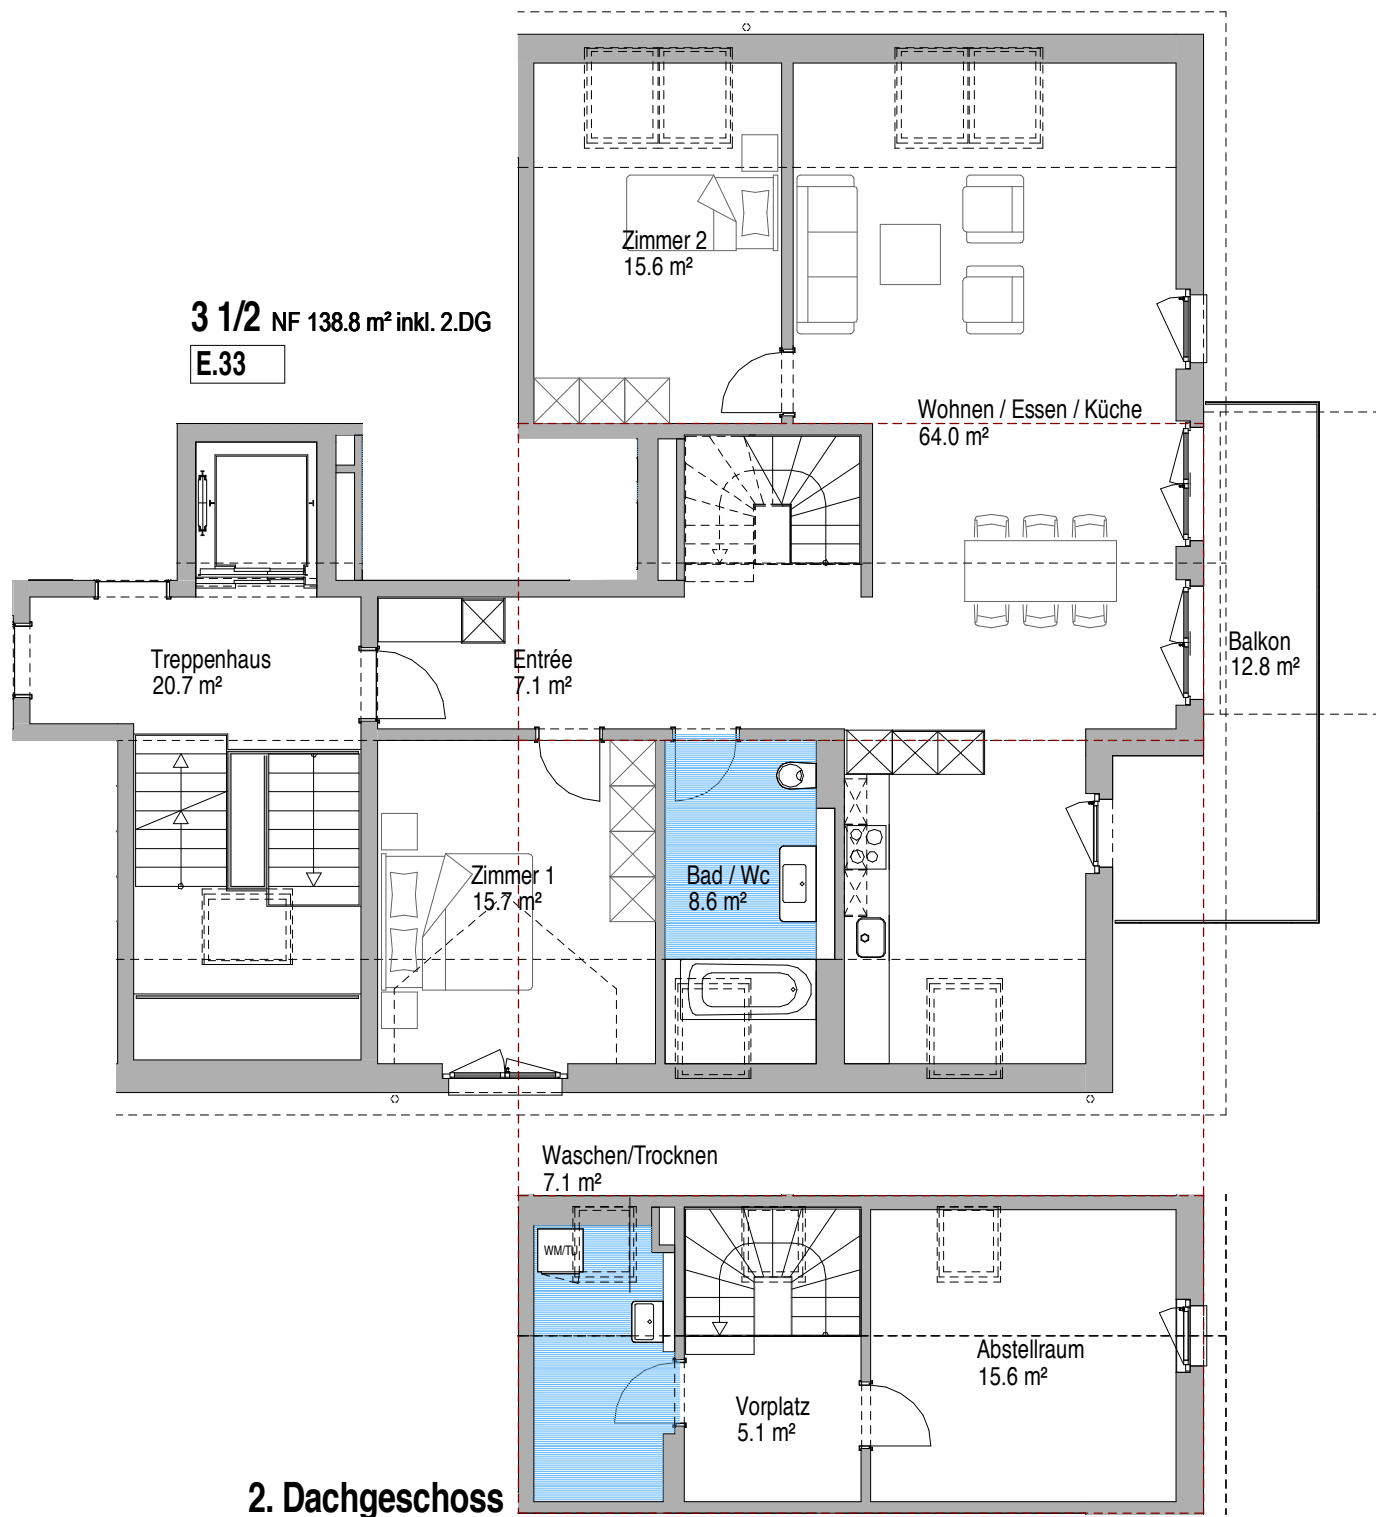 Zimmer 2
15.6 m²
3 1/2 NF 138.8 m² inkl. 2.DG
E.33
Wohnen / Essen / Küche
64.0 m²
Treppenhaus
20.7 m²
Entrée
7.1 m²
Balkon
12.8 m²
Zimmer 1
15.7 m²
Bad / Wc
8.6 m²
Waschen/Trocknen
7.1 m²
WM/TU
Abstellraum
15.6 m²
Vorplatz
5.1 m²
2. Dachgeschoss